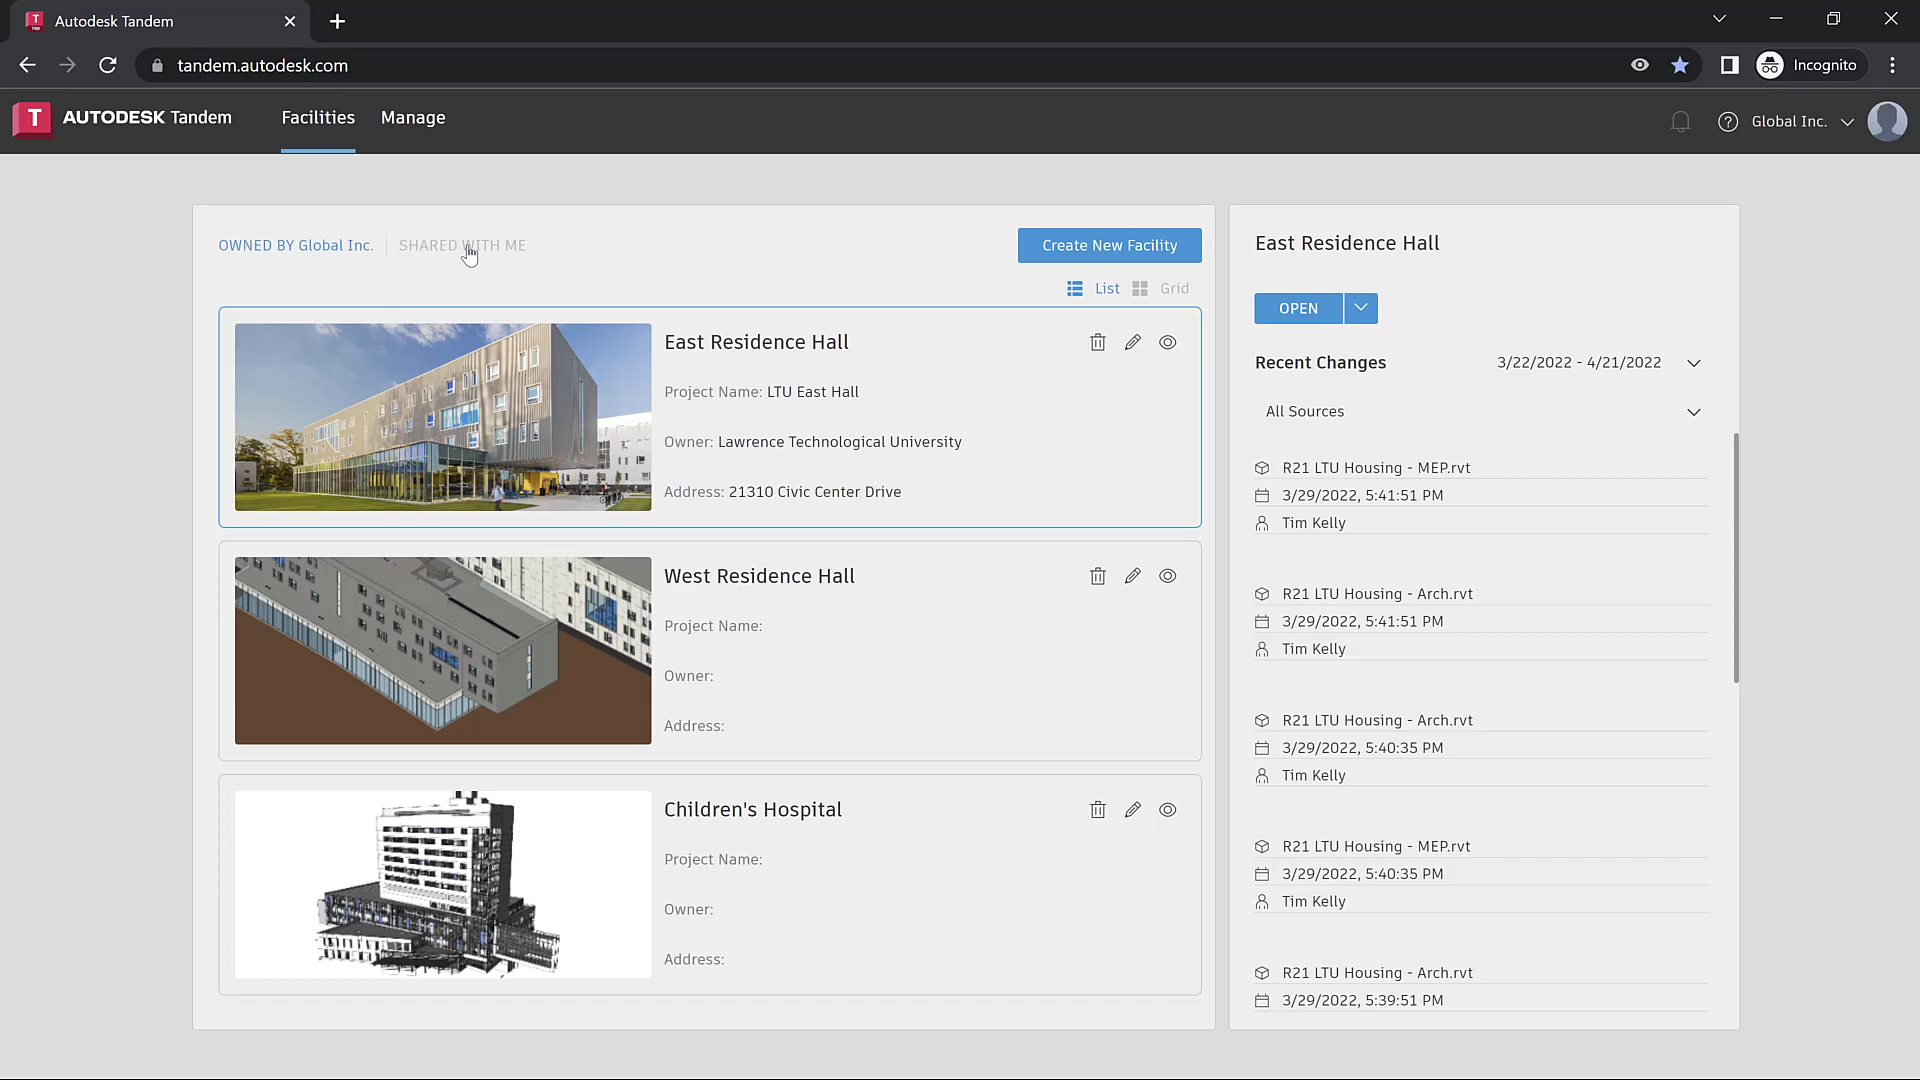 Autodesk Tandem
tandem.autodesk.com
Incognito
T
AUTODESK Tandem
Facilities
Manage
Global Inc.
OWNED BY Global Inc.
SHARED WITH ME
Create New Facility
List
Grid
East Residence Hall
Project Name: LTU East Hall
Owner: Lawrence Technological University
Address: 21310 Civic Center Drive
West Residence Hall
Project Name:
Owner:
Address:
Children's Hospital
Project Name:
Owner:
Address:
East Residence Hall
OPEN
Recent Changes
3/22/2022 - 4/21/2022
All Sources
R21 LTU Housing - MEP.rvt
3/29/2022, 5:41:51 PM
Tim Kelly
R21 LTU Housing - Arch.rvt
3/29/2022, 5:41:51 PM
Tim Kelly
R21 LTU Housing - Arch.rvt
3/29/2022, 5:40:35 PM
Tim Kelly
R21 LTU Housing - MEP.rvt
3/29/2022, 5:40:35 PM
Tim Kelly
R21 LTU Housing - Arch.rvt
3/29/2022, 5:39:51 PM